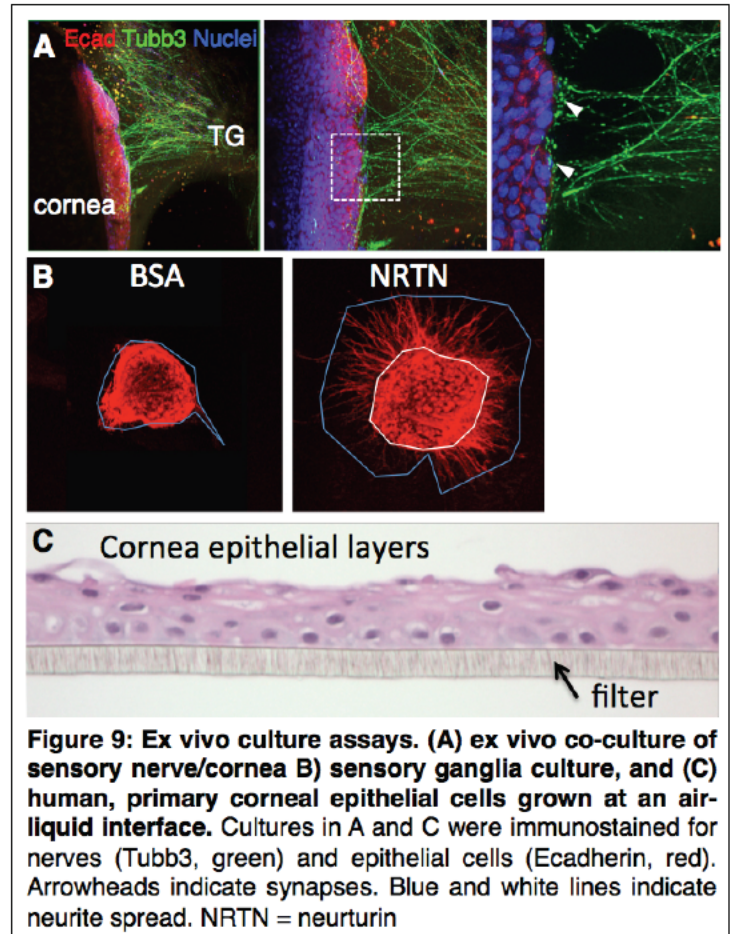 A Ecad Tubb3 Nuclei
TG
cornea
B BSA NRTN
C Cornea epithelial layers
filter
Figure 9: Ex vivo culture assays. (A) ex vivo co-culture of
sensory nerve/cornea B) sensory ganglia culture, and (C)
human, primary corneal epithelial cells grown at an air-
liquid interface. Cultures in A and C were immunostained for
nerves (Tubb3, green) and epithelial cells (Ecadherin, red).
Arrowheads indicate synapses. Blue and white lines indicate
neurite spread. NRTN = neurturin